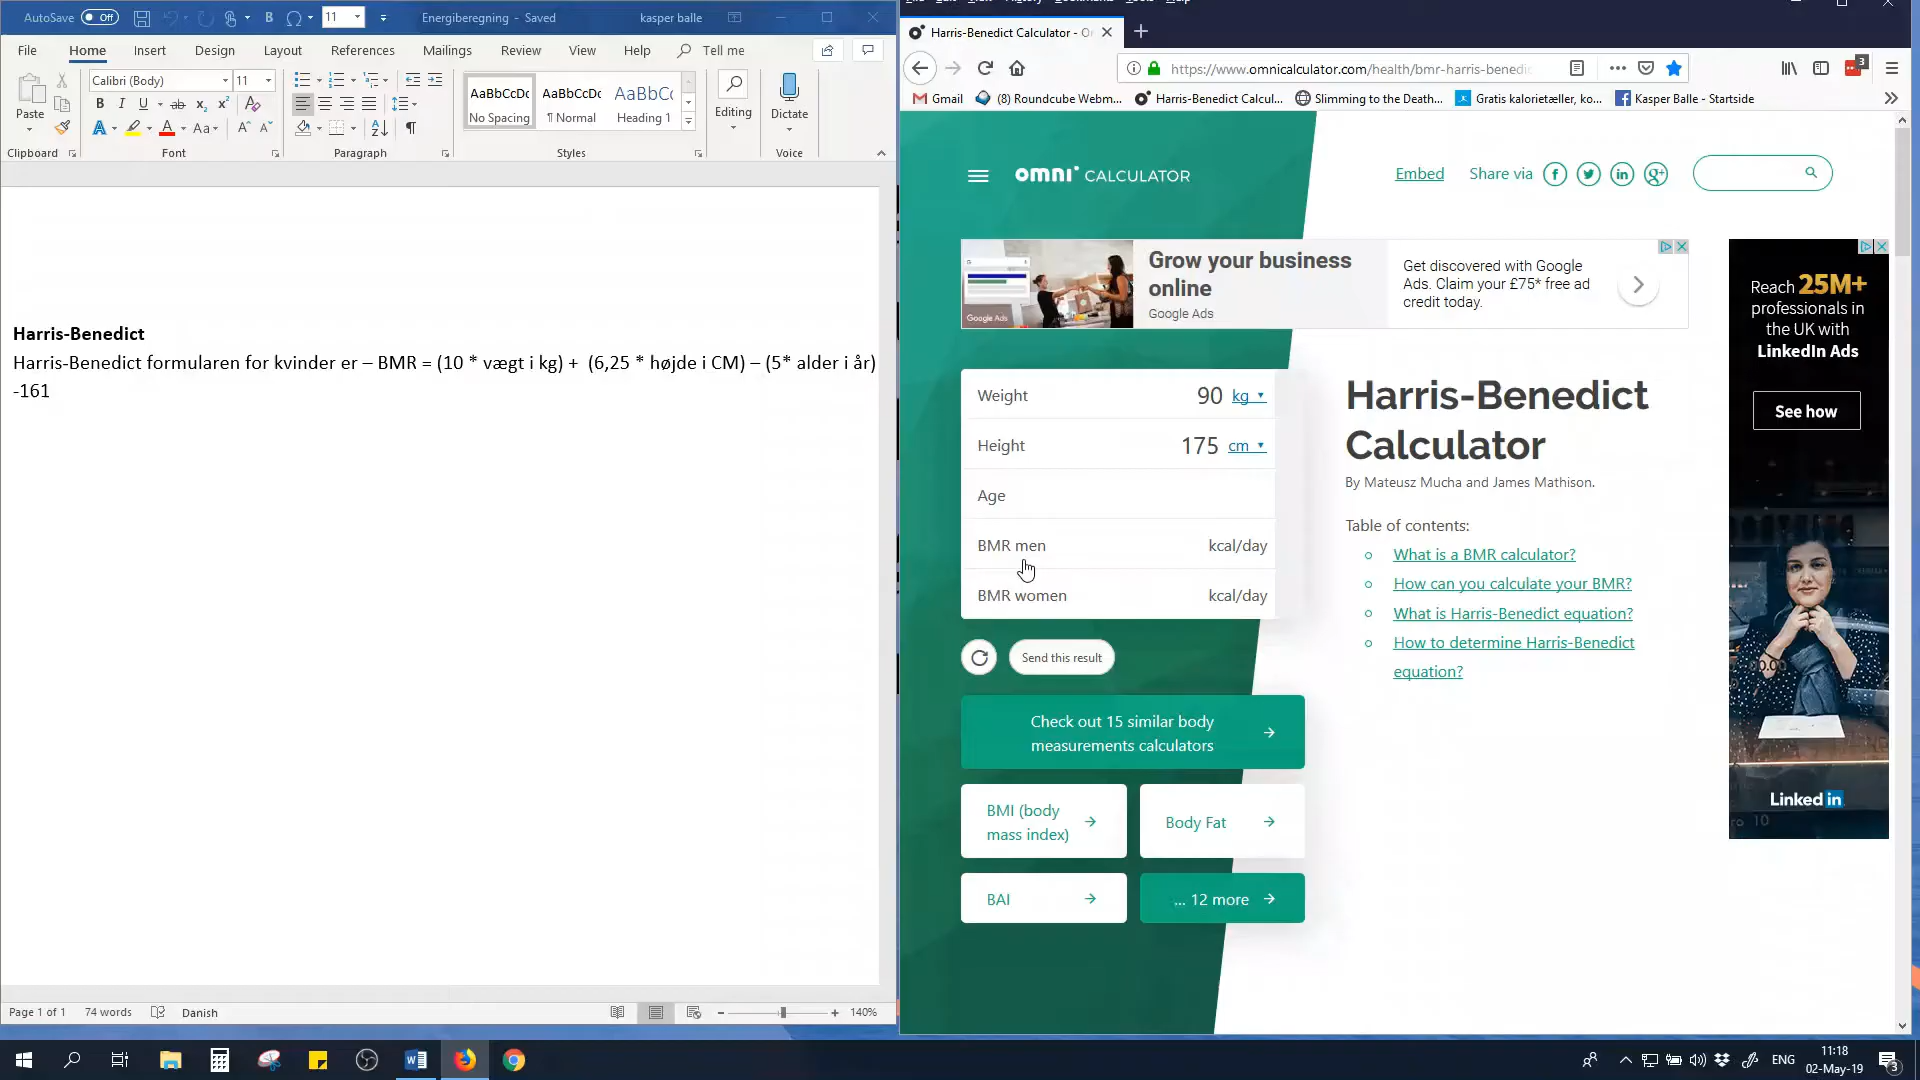 AutoSave Off 11 Energiberegning - Saved kasper balle
File Home Insert Design Layout References Mailings Review View Help Tell me
Calibri (Body) 11
Paste
AaBbCcDc AaBbCcDc AaBbCc
No Spacing ¶ Normal Heading 1
Editing Dictate
Clipboard Font Paragraph Styles Voice
Harris-Benedict
Harris-Benedict formularen for kvinder er – BMR = (10 * vægt i kg) + (6,25 * højde i CM) – (5* alder i år)
-161
Page 1 of 1 74 words Danish 140%
Harris-Benedict Calculator - O
https://www.omnicalculator.com/health/bmr-harris-benedic
3
Gmail (8) Roundcube Webm... Harris-Benedict Calcul... Slimming to the Death... Gratis kalorietæller, ko... Kasper Balle - Startside
omni CALCULATOR
Embed Share via
Google Ads
Grow your business
online
Google Ads
Get discovered with Google
Ads. Claim your £75* free ad
credit today.
Weight 90 kg
Height 175 cm
Age
BMR men kcal/day
BMR women kcal/day
Send this result
Check out 15 similar body
measurements calculators
BMI (body
mass index)
Body Fat
BAI
... 12 more
Harris-Benedict
Calculator
By Mateusz Mucha and James Mathison.
Table of contents:
What is a BMR calculator?
How can you calculate your BMR?
What is Harris-Benedict equation?
How to determine Harris-Benedict
equation?
Reach 25M+
professionals in
the UK with
LinkedIn Ads
See how
Linked in
ENG
11:18
02-May-19
3